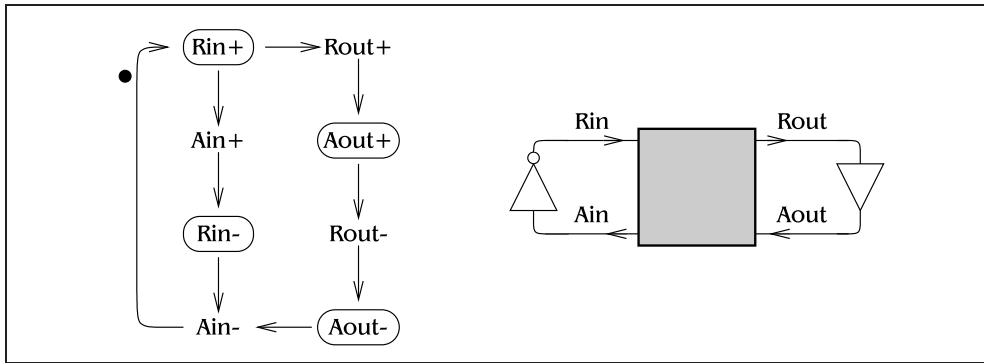 Rin+ Rout+
Ain+ Aout+
Rin- Rout-
Ain- Aout-
Rin Rout
Ain Aout